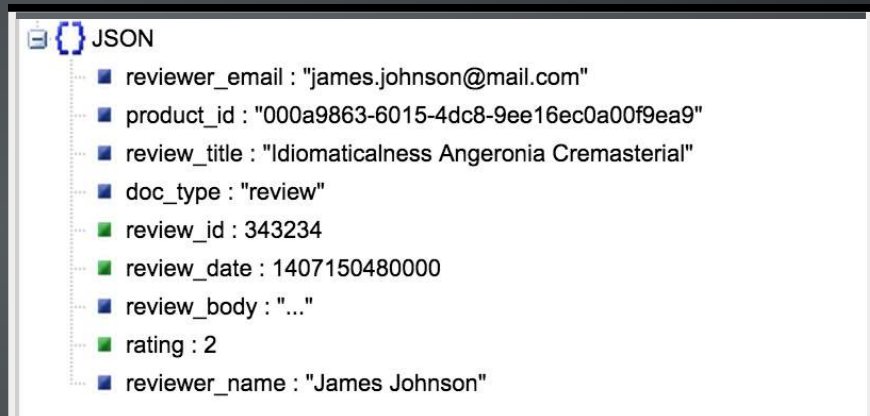 {} JSON
reviewer_email : "james.johnson@mail.com"
product_id : "000a9863-6015-4dc8-9ee16ec0a00f9ea9"
review_title : "Idiomaticalness Angeronia Cremasterial"
doc_type : "review"
review_id : 343234
review_date : 1407150480000
review_body : "..."
rating : 2
reviewer_name : "James Johnson"